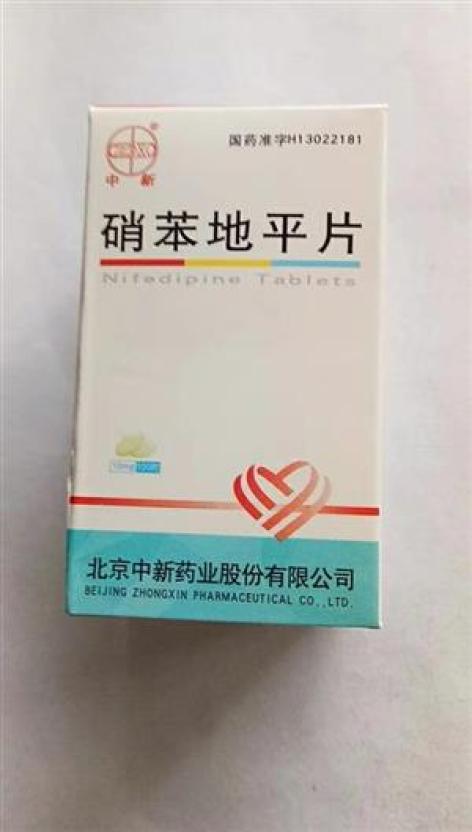 国药准字H13022181
®
中新
硝苯地平片
Nifedipine Tablets
10mg
北京中新药业股份有限公司
BEIJING ZHONGXIN PHARMACEUTICAL CO.,LTD.